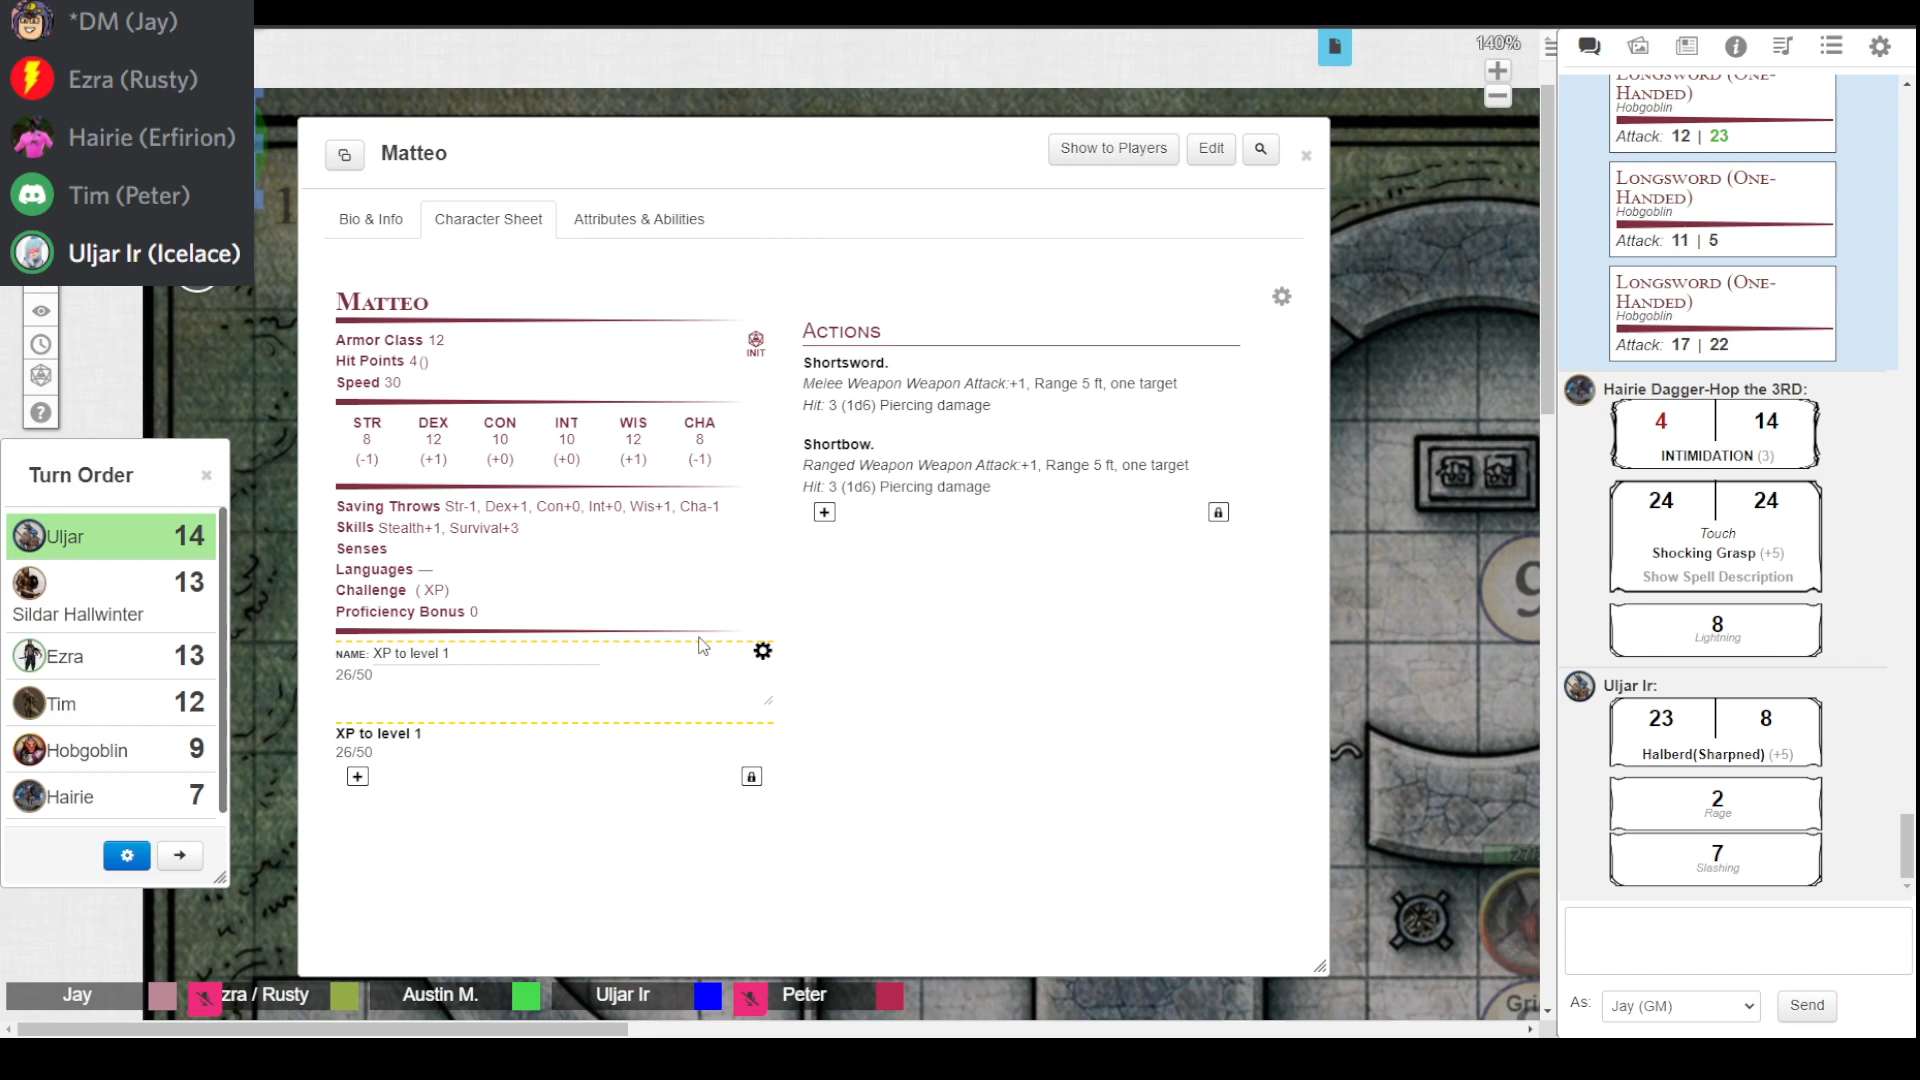 *DM (Jay)
Ezra (Rusty)
Hairie (Erfirion)
Tim (Peter)
Uljar Ir (Icelace)
140%
Matteo
Show to Players
Edit
Bio & Info
Character Sheet
Attributes & Abilities
MATTEO
Armor Class 12
Hit Points 4()
Speed 30
INIT
STR DEX CON INT WIS CHA
8 12 10 10 12 8
(-1) (+1) (+0) (+0) (+1) (-1)
Saving Throws Str-1, Dex+1, Con+0, Int+0, Wis+1, Cha-1
Skills Stealth+1, Survival+3
Senses
Languages —
Challenge ( XP)
Proficiency Bonus 0
NAME: XP to level 1
26/50
XP to level 1
26/50
ACTIONS
Shortsword.
Melee Weapon Weapon Attack:+1, Range 5 ft, one target
Hit: 3 (1d6) Piercing damage
Shortbow.
Ranged Weapon Weapon Attack:+1, Range 5 ft, one target
Hit: 3 (1d6) Piercing damage
Turn Order
Uljar 14
13
Sildar Hallwinter
Ezra 13
Tim 12
Hobgoblin 9
Hairie 7
Jay
zra / Rusty
Austin M.
Uljar Ir
Peter
1
9
Gri
LONGSWORD (ONE-
HANDED)
Hobgoblin
Attack: 12 | 23
LONGSWORD (ONE-
HANDED)
Hobgoblin
Attack: 11 | 5
LONGSWORD (ONE-
HANDED)
Hobgoblin
Attack: 17 | 22
Hairie Dagger-Hop the 3RD:
4 14
INTIMIDATION (3)
24 24
Touch
Shocking Grasp (+5)
Show Spell Description
8
Lightning
Uljar Ir:
23 8
Halberd(Sharpned) (+5)
2
Rage
7
Slashing
As:
Jay (GM)
Send